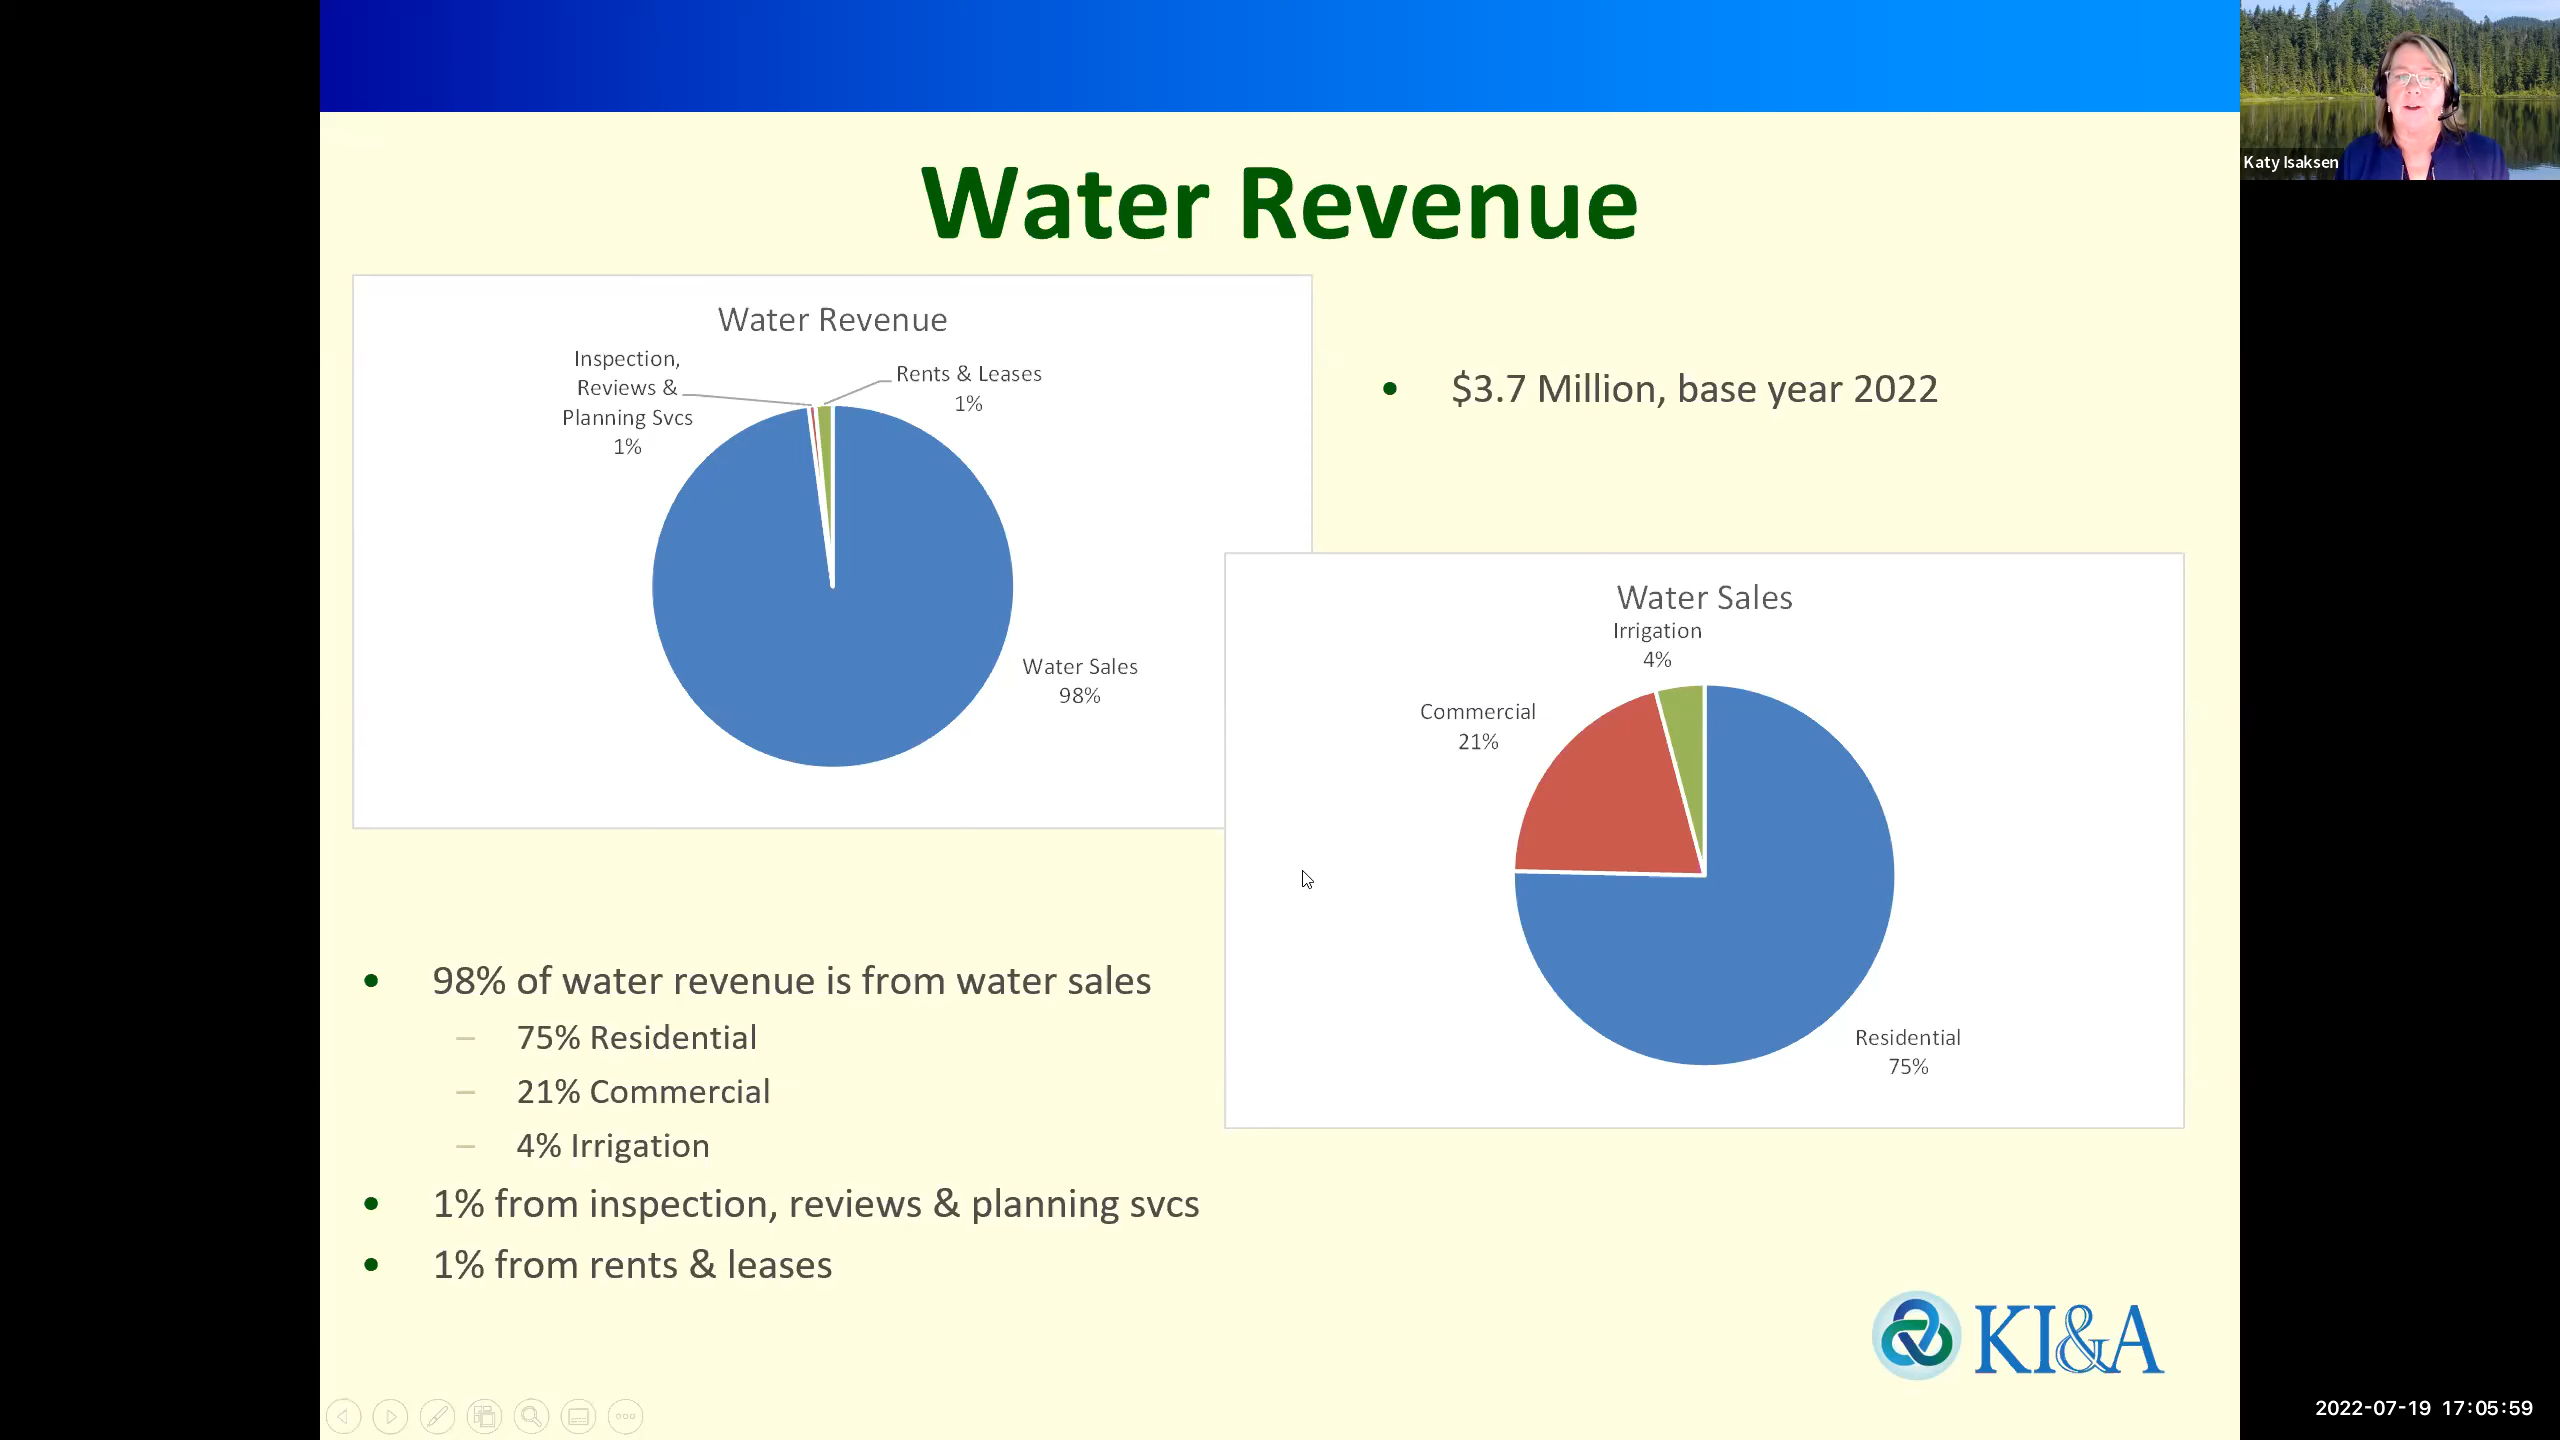 Katy Isaksen
Water Revenue
Water Revenue
Inspection,
Reviews &
Planning Svcs
1%
Rents & Leases
1%
Water Sales
98%
• $3.7 Million, base year 2022
Water Sales
Irrigation
4%
Commercial
21%
Residential
75%
• 98% of water revenue is from water sales
– 75% Residential
– 21% Commercial
– 4% Irrigation
• 1% from inspection, reviews & planning svcs
• 1% from rents & leases
KI&A
2022-07-19 17:05:59